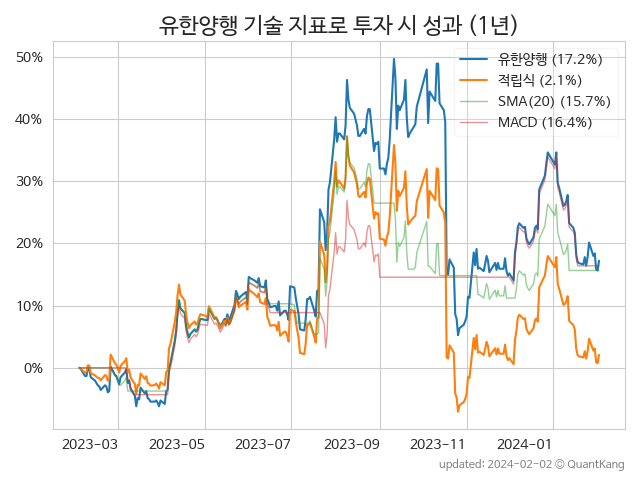 유한양행 기술 지표로 투자 시 성과 (1년)
50%
40%
30%
20%
10%
0%
유한양행 (17.2%)
적립식 (2.1%)
SMA(20) (15.7%)
MACD (16.4%)
2023-03
2023-05
2023-07
2023-09
2023-11
2024-01
updated: 2024-02-02 © QuantKang